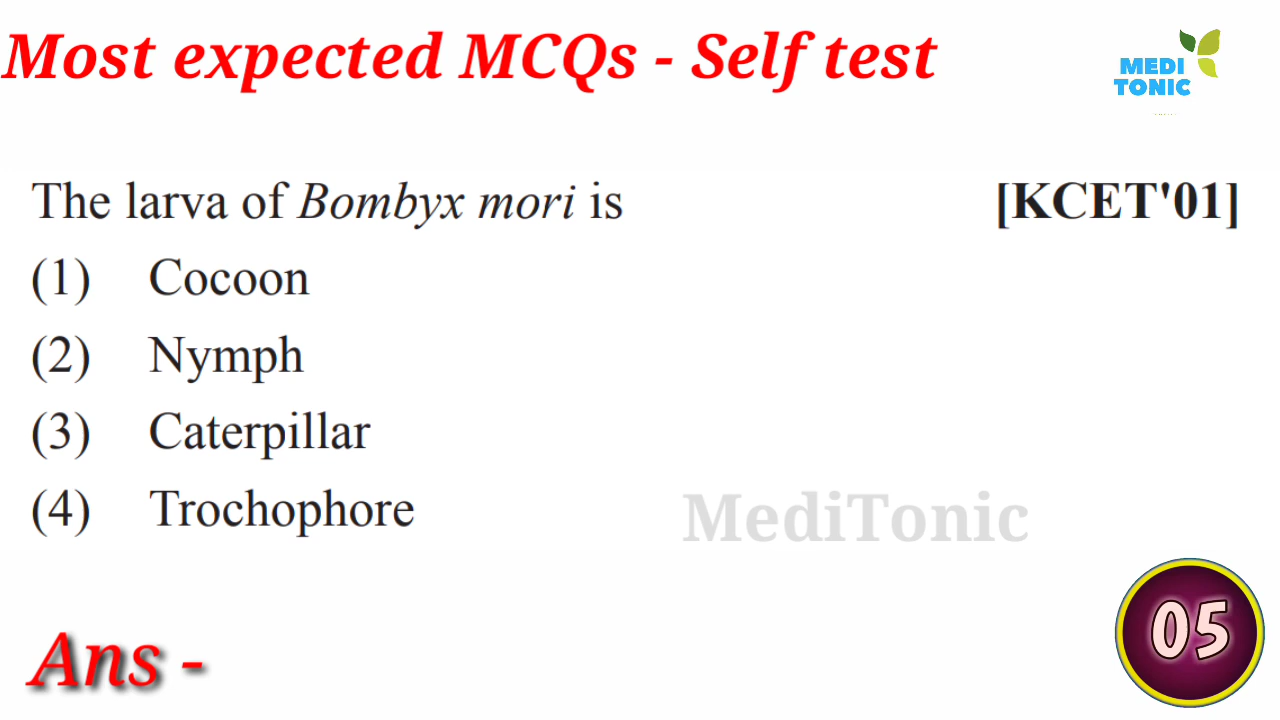 Most expected MCQs - Self test
MEDI
TONIC
The larva of Bombyx mori is [KCET'01]
(1) Cocoon
(2) Nymph
(3) Caterpillar
(4) Trochophore
MediTonic
05
Ans -